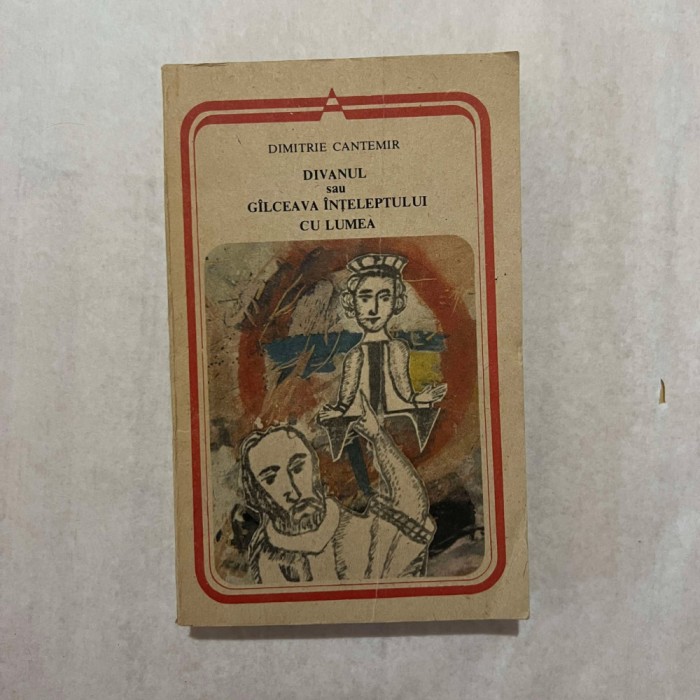 DIMITRIE CANTEMIR
DIVANUL
sau
GÎLCEAVA ÎNȚELEPTULUI
CU LUMEA